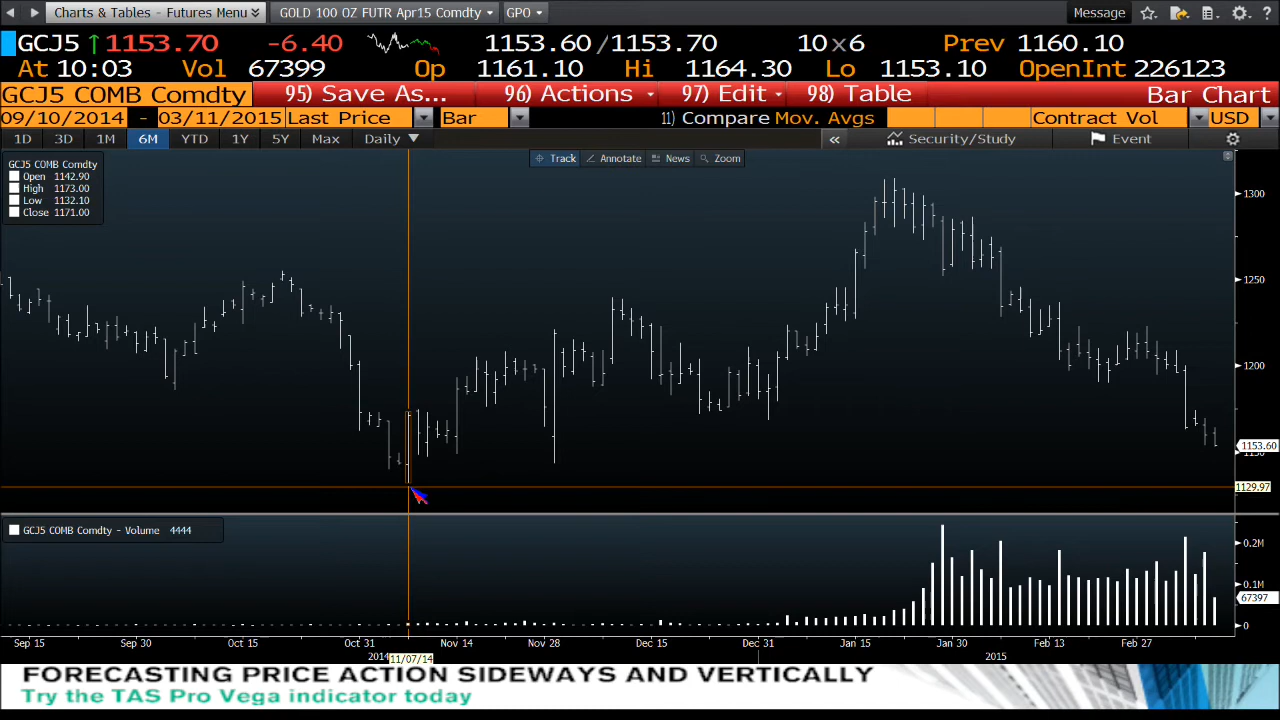 Charts & Tables - Futures Menu GOLD 100 OZ FUTR Apr15 Comdty GPO Message ?
GCJ5 ↑1153.70 -6.40 1153.60/1153.70 10x6 Prev 1160.10
At 10:03 Vol 67399 Op 1161.10 Hi 1164.30 Lo 1153.10 OpenInt 226123
GCJ5 COMB Comdty 95) Save As... 96) Actions 97) Edit 98) Table Bar Chart
09/10/2014 - 03/11/2015 Last Price Bar 11) Compare Mov. Avgs Contract Vol USD
1D 3D 1M 6M YTD 1Y 5Y Max Daily ▼ « Security/Study Event
Track Annotate News Zoom
GCJ5 COMB Comdty
Open 1142.90
High 1173.00
Low 1132.10
Close 1171.00
1300
1250
1200
1153.60
1129.97
GCJ5 COMB Comdty - Volume 4444
0.2M
0.1M
67397
0
Sep 15 Sep 30 Oct 15 Oct 31 Nov 14 Nov 28 Dec 15 Dec 31 Jan 15 Jan 30 Feb 13 Feb 27
2014 11/07/14 2015
FORECASTING PRICE ACTION SIDEWAYS AND VERTICALLY
Try the TAS Pro Vega indicator today